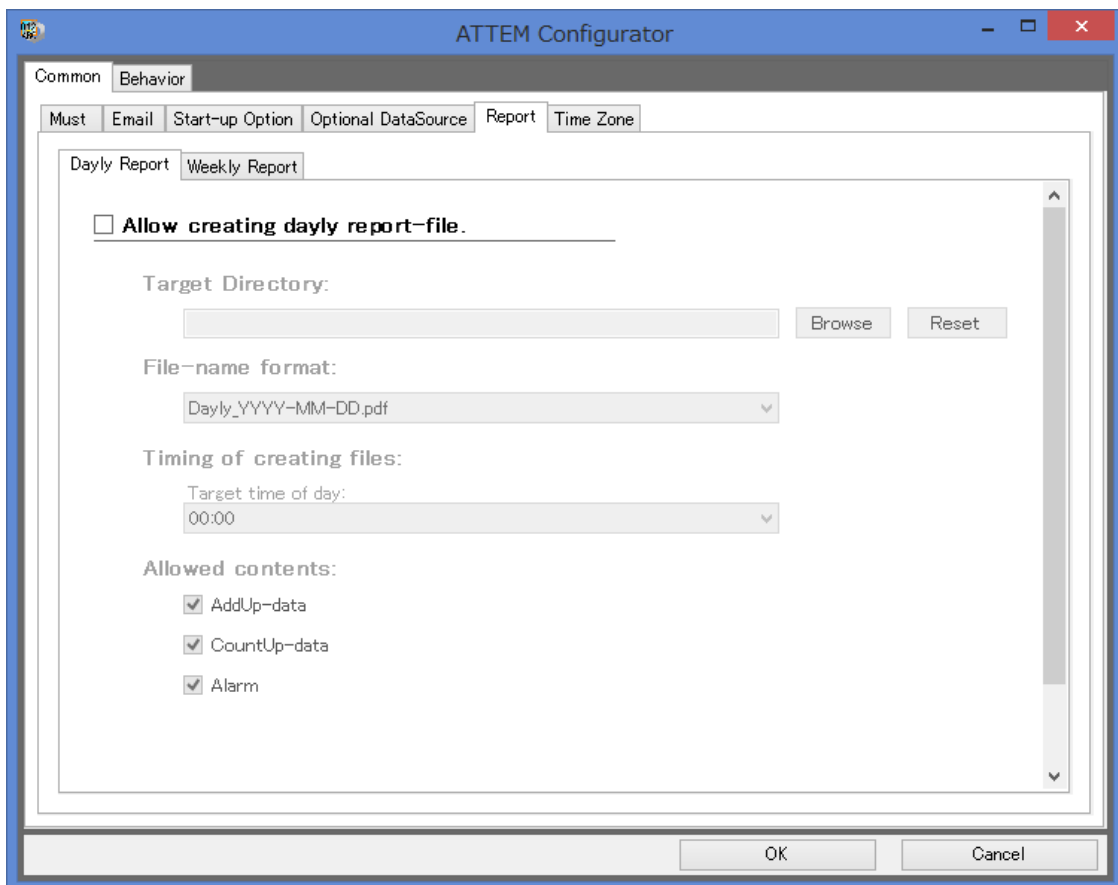 ATTEM Configurator
Common Behavior
Must Email Start-up Option Optional DataSource Report Time Zone
Dayly Report Weekly Report
Allow creating dayly report-file.
Target Directory:
Browse Reset
File-name format:
Dayly_YYYY-MM-DD.pdf
Timing of creating files:
Target time of day:
00:00
Allowed contents:
AddUp-data
CountUp-data
Alarm
OK Cancel